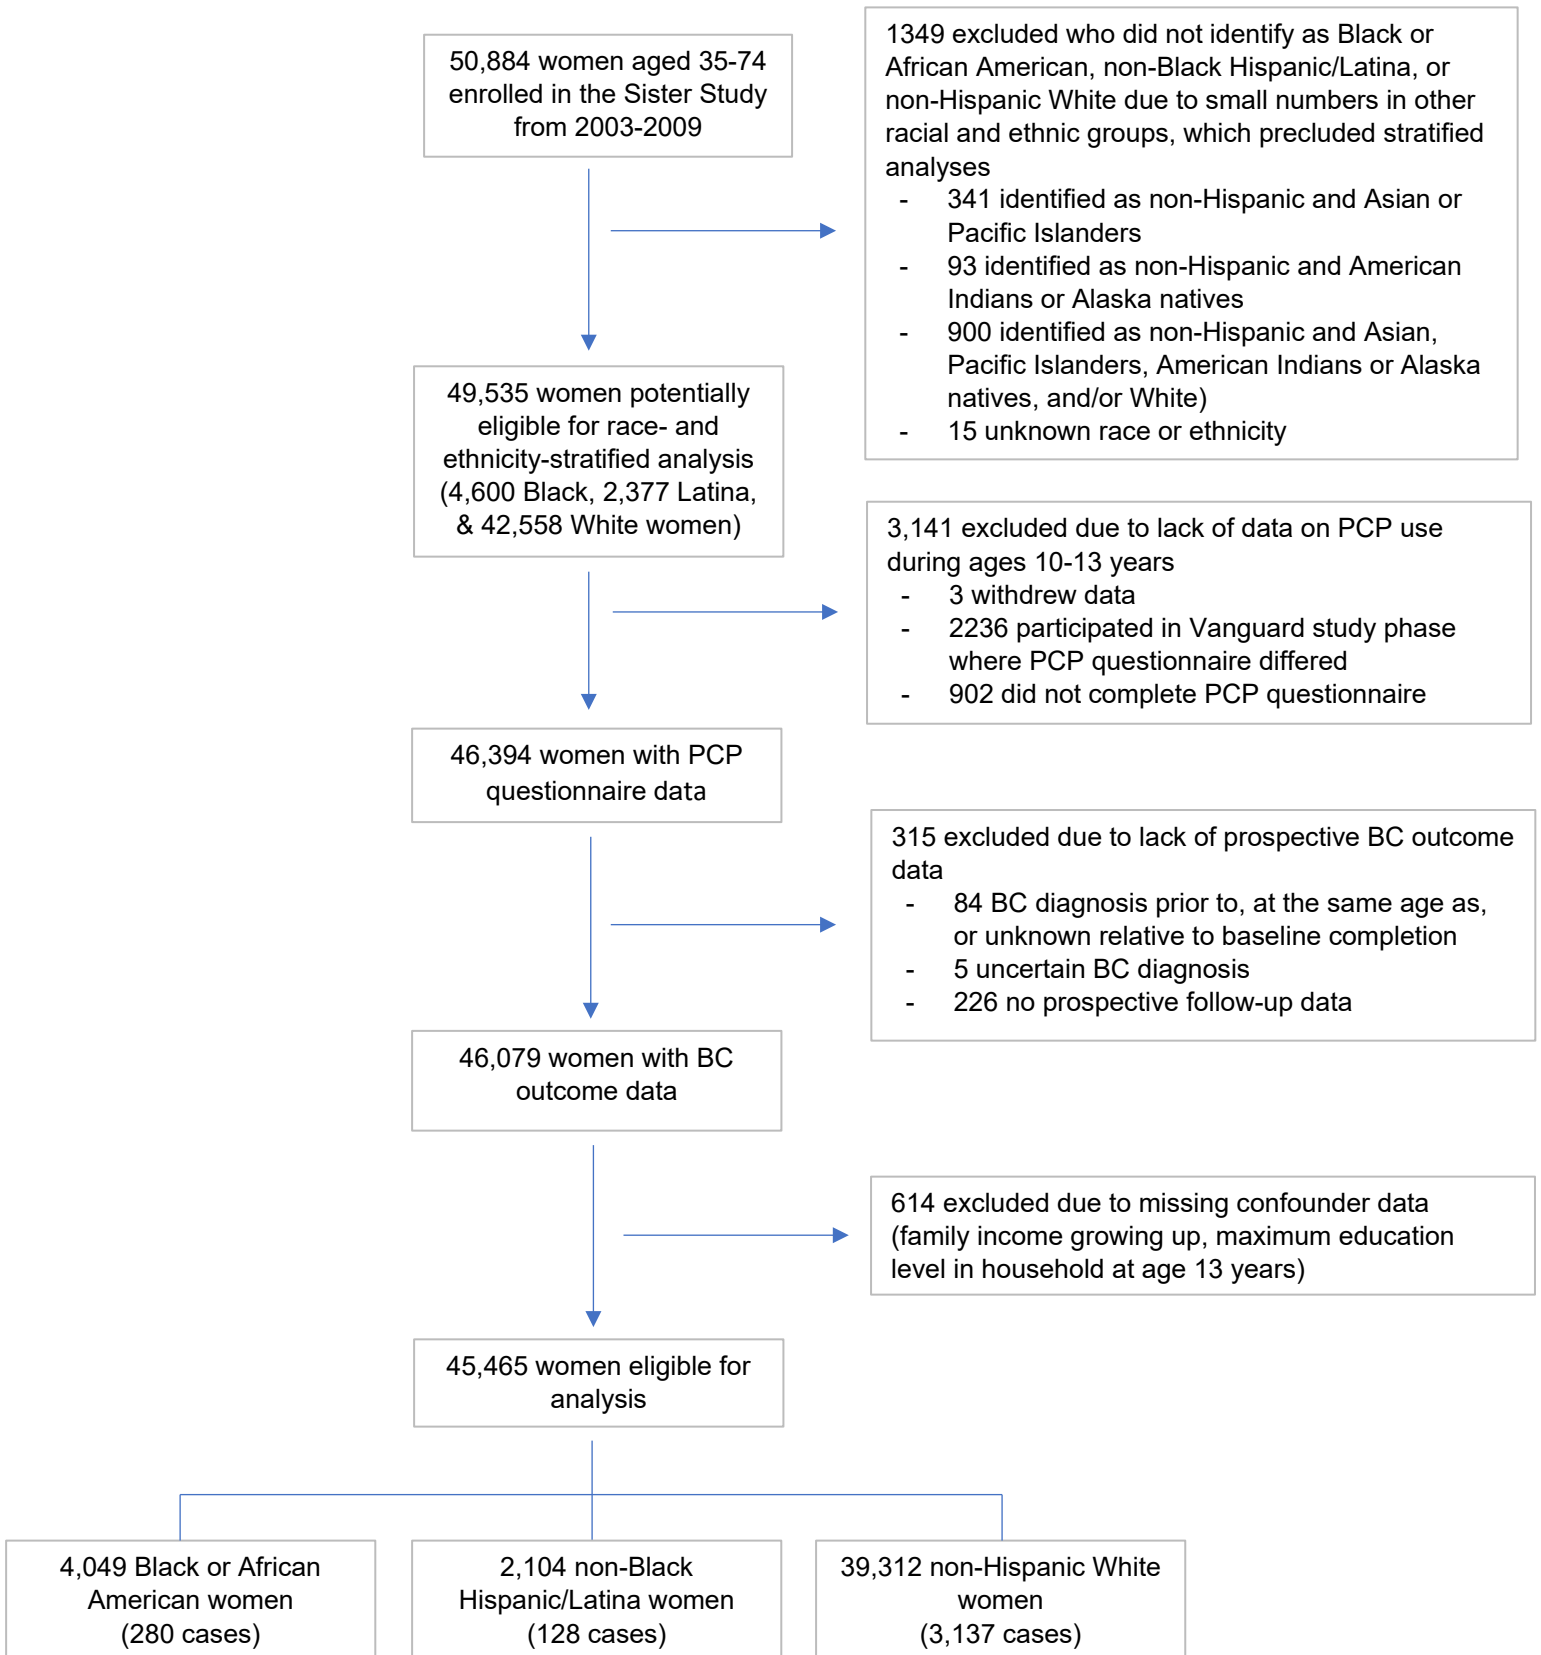 50,884 women aged 35-74
enrolled in the Sister Study
from 2003-2009
1349 excluded who did not identify as Black or
African American, non-Black Hispanic/Latina, or
non-Hispanic White due to small numbers in other
racial and ethnic groups, which precluded stratified
analyses
- 341 identified as non-Hispanic and Asian or
Pacific Islanders
- 93 identified as non-Hispanic and American
Indians or Alaska natives
- 900 identified as non-Hispanic and Asian,
Pacific Islanders, American Indians or Alaska
natives, and/or White)
- 15 unknown race or ethnicity
49,535 women potentially
eligible for race- and
ethnicity-stratified analysis
(4,600 Black, 2,377 Latina,
& 42,558 White women)
3,141 excluded due to lack of data on PCP use
during ages 10-13 years
- 3 withdrew data
- 2236 participated in Vanguard study phase
where PCP questionnaire differed
- 902 did not complete PCP questionnaire
46,394 women with PCP
questionnaire data
315 excluded due to lack of prospective BC outcome
data
- 84 BC diagnosis prior to, at the same age as,
or unknown relative to baseline completion
- 5 uncertain BC diagnosis
- 226 no prospective follow-up data
46,079 women with BC
outcome data
614 excluded due to missing confounder data
(family income growing up, maximum education
level in household at age 13 years)
45,465 women eligible for
analysis
4,049 Black or African
American women
(280 cases)
2,104 non-Black
Hispanic/Latina women
(128 cases)
39,312 non-Hispanic White
women
(3,137 cases)